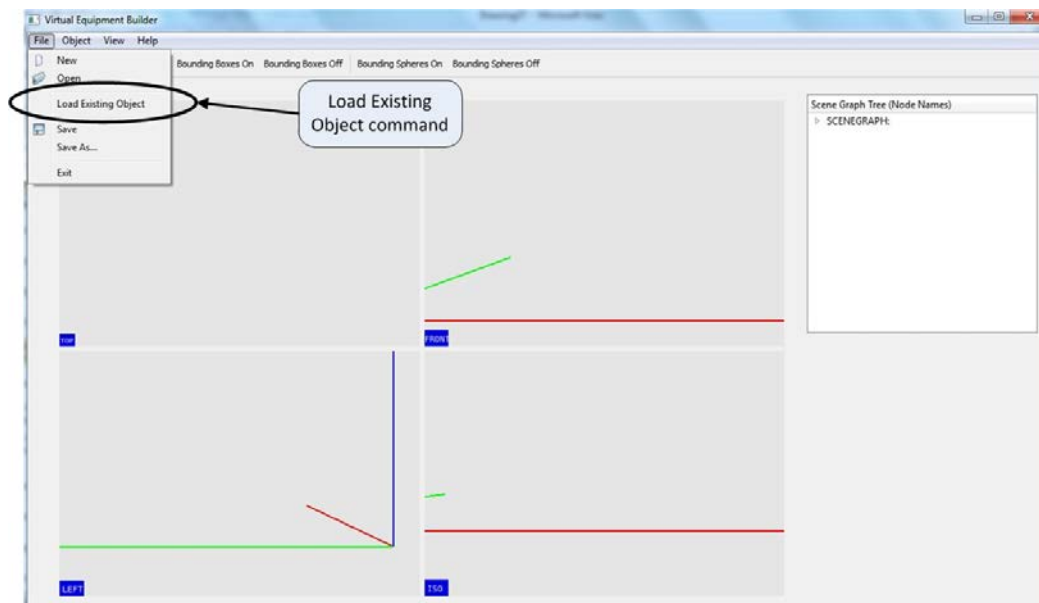 Virtual Equipment Builder
File Object View Help
Bounding Boxes On Bounding Boxes Off Bounding Spheres On Bounding Spheres Off
New
Open
Load Existing Object
Save
Save As...
Exit
Load Existing
Object command
Scene Graph Tree (Node Names)
SCENEGRAPH:
TOP
FRONT
LEFT
ISO